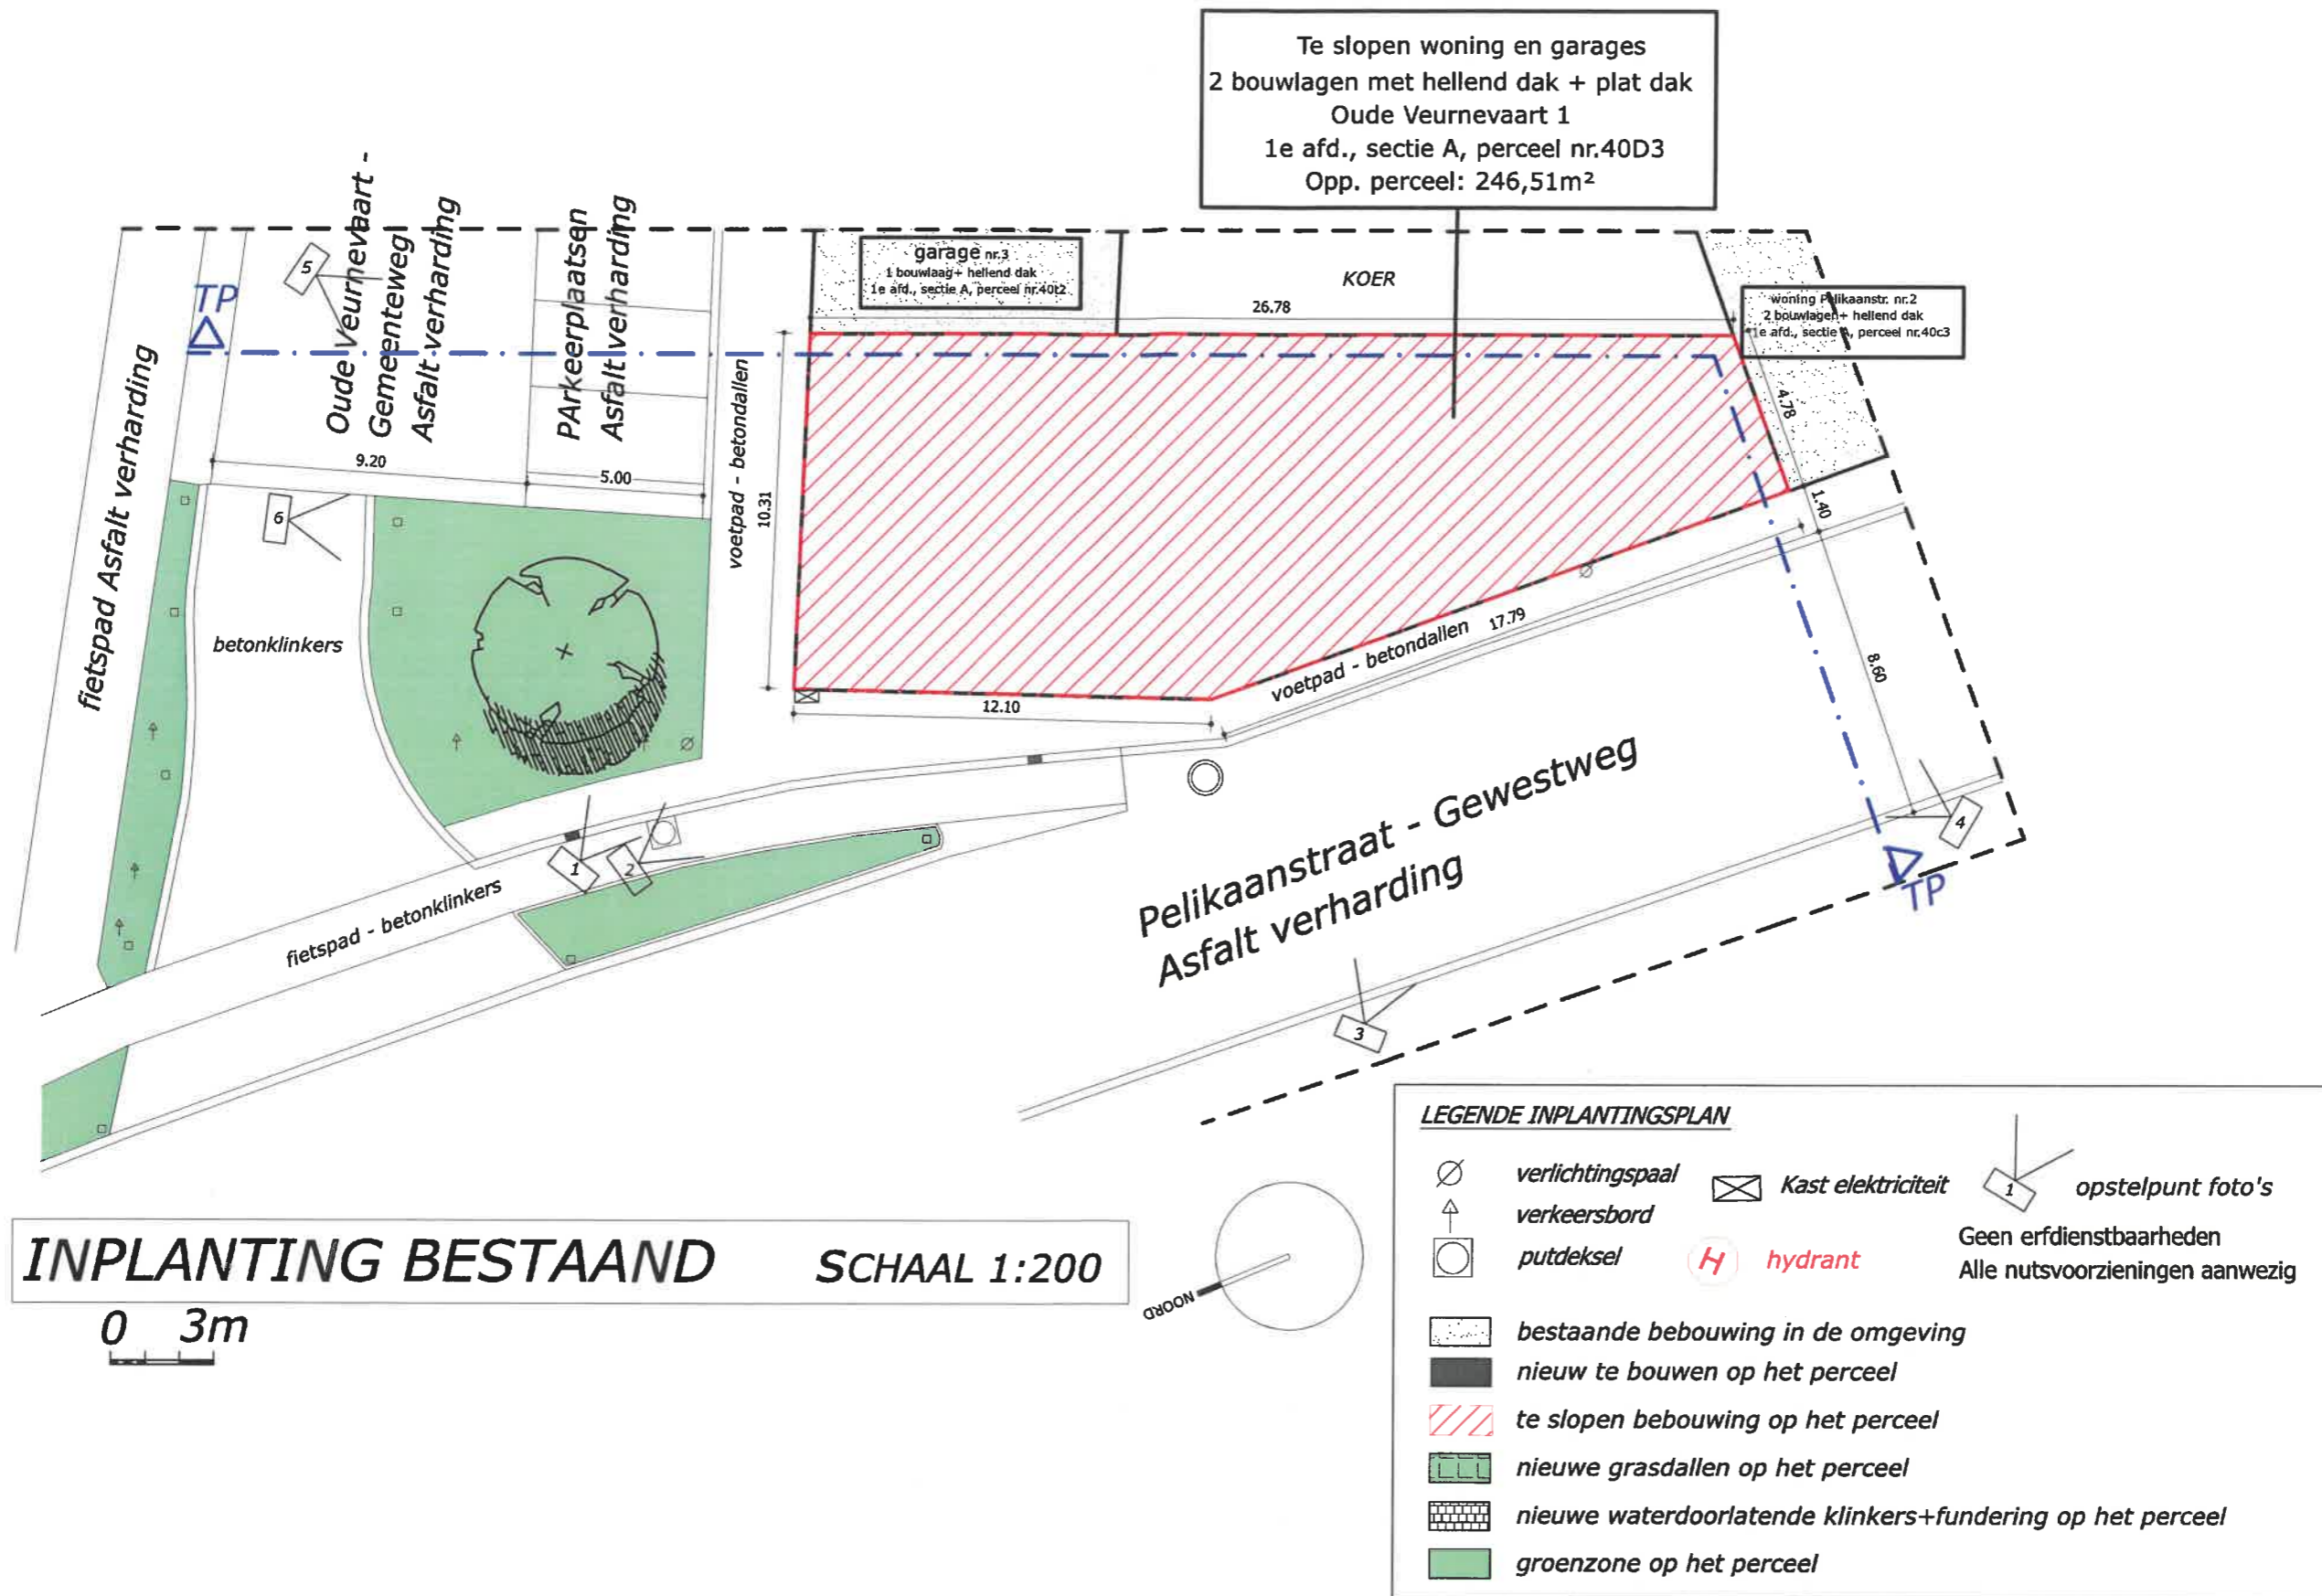 Te slopen woning en garages
2 bouwlagen met hellend dak + plat dak
Oude Veurnevaart 1
1e afd., sectie A, perceel nr.40D3
Opp. perceel: 246,51m²
fietspad Asfalt verharding
TP
5
Oude Veurnevaart -
Gemeenteweg
Asfalt verharding
PArkeerplaatsen
Asfalt verharding
9.20
5.00
voetpad - betondallen
10.31
garage nr.3
1 bouwlaag+ hellend dak
1e afd., sectie A, perceel nr.40t2
KOER
26.78
woning Pelikaanstr. nr.2
2 bouwlagen+ hellend dak
1e afd., sectie A, perceel nr.40c3
4.78
1.40
8.60
6
betonklinkers
12.10
voetpad - betondallen 17.79
1
2
fietspad - betonklinkers
Pelikaanstraat - Gewestweg
Asfalt verharding
4
TP
3
INPLANTING BESTAAND SCHAAL 1:200
0 3m
NOORD
LEGENDE INPLANTINGSPLAN
verlichtingspaal
Kast elektriciteit
1
opstelpunt foto's
verkeersbord
putdeksel
H hydrant
Geen erfdienstbaarheden
Alle nutsvoorzieningen aanwezig
bestaande bebouwing in de omgeving
nieuw te bouwen op het perceel
te slopen bebouwing op het perceel
nieuwe grasdallen op het perceel
nieuwe waterdoorlatende klinkers+fundering op het perceel
groenzone op het perceel